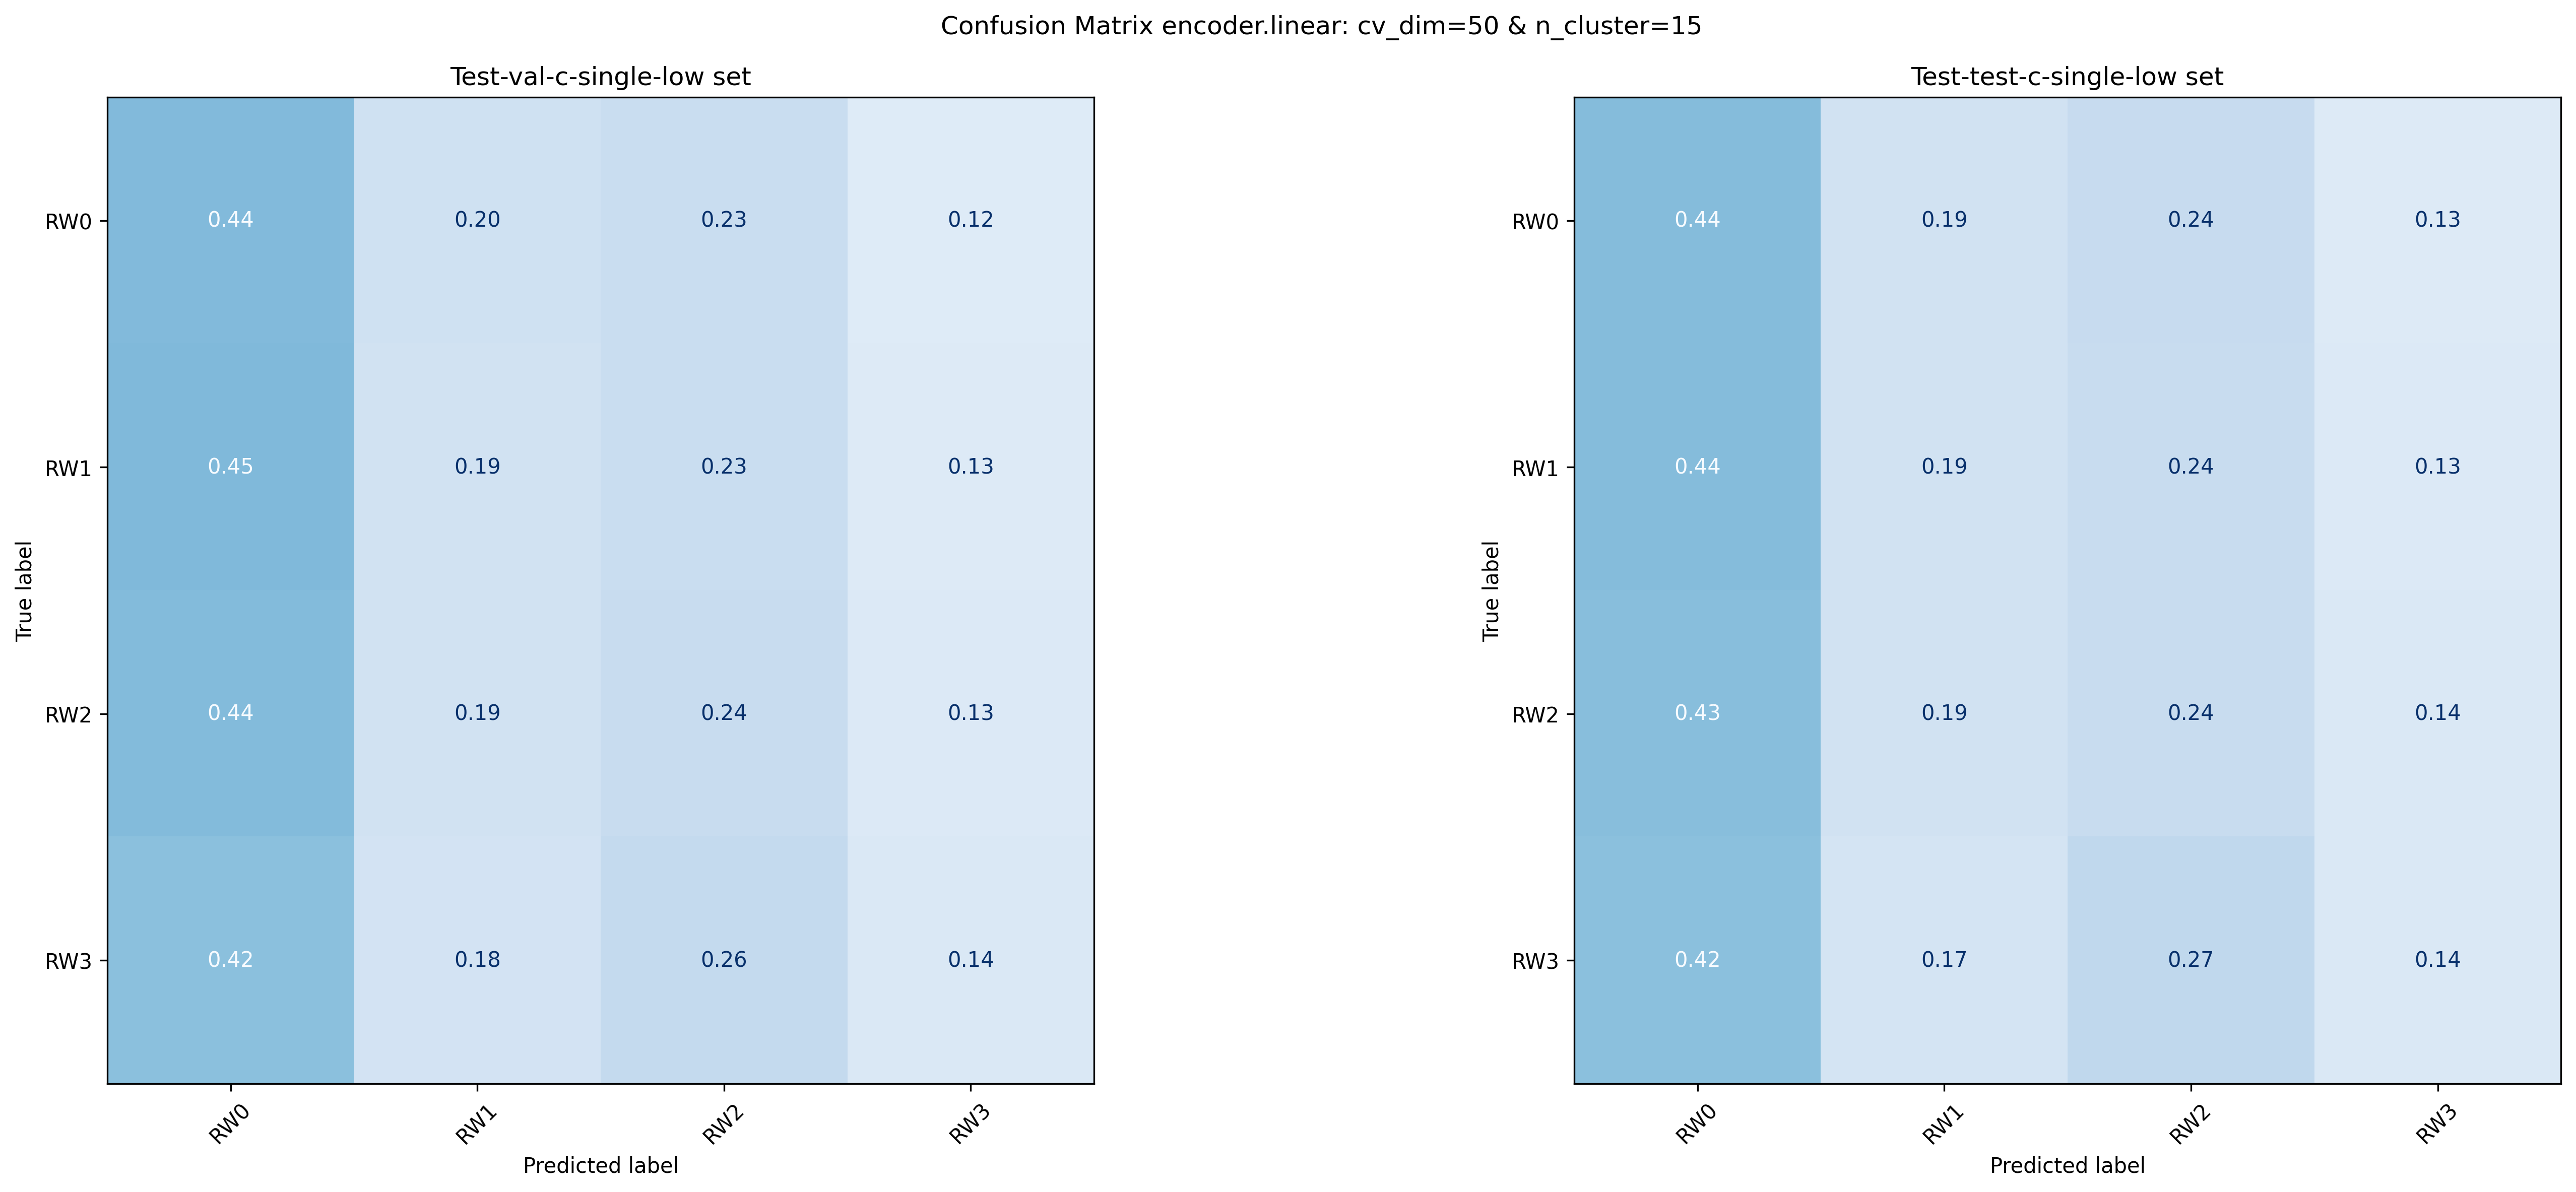 Confusion Matrix encoder.linear: cv_dim=50 & n_cluster=15
Test-val-c-single-low set
True label
RW0 0.44 0.20 0.23 0.12
RW1 0.45 0.19 0.23 0.13
RW2 0.44 0.19 0.24 0.13
RW3 0.42 0.18 0.26 0.14
RW0 RW1 RW2 RW3
Predicted label
Test-test-c-single-low set
True label
RW0 0.44 0.19 0.24 0.13
RW1 0.44 0.19 0.24 0.13
RW2 0.43 0.19 0.24 0.14
RW3 0.42 0.17 0.27 0.14
RW0 RW1 RW2 RW3
Predicted label